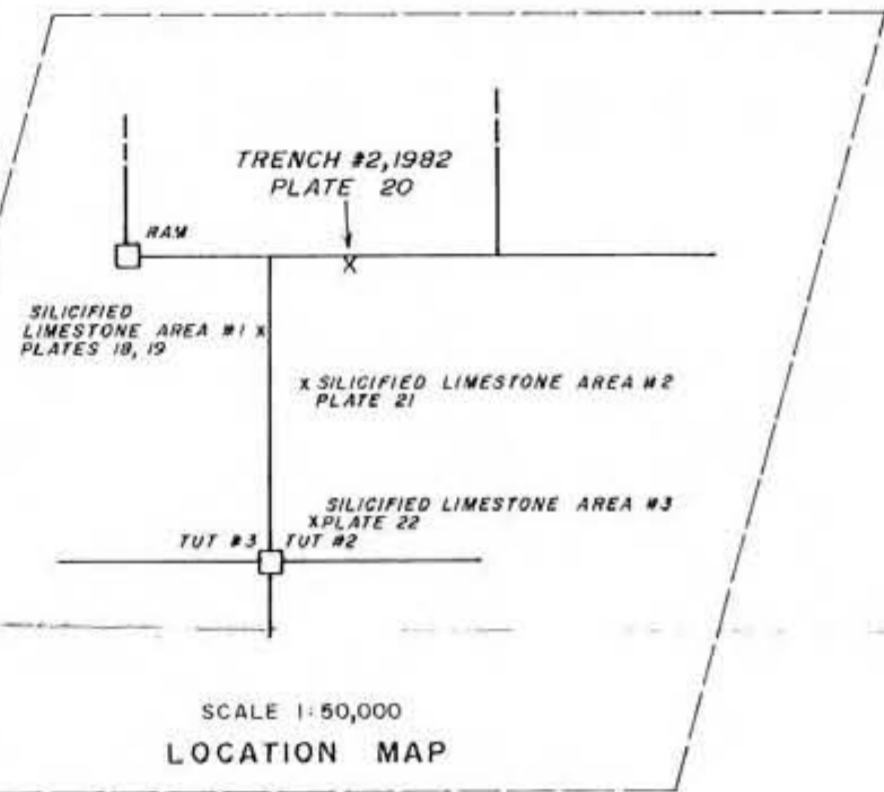 TRENCH #2, 1982
PLATE 20
RAM
X
SILICIFIED
LIMESTONE AREA #1 X
PLATES 18, 19
X SILICIFIED LIMESTONE AREA #2
PLATE 21
SILICIFIED LIMESTONE AREA #3
X PLATE 22
TUT #3 TUT #2
SCALE 1:50,000
LOCATION MAP